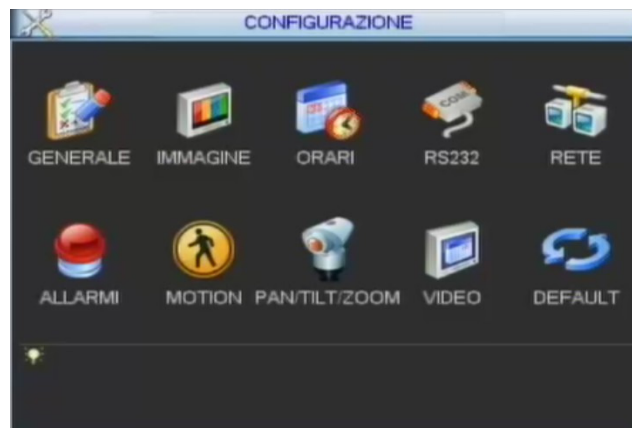 CONFIGURAZIONE
GENERALE IMMAGINE ORARI RS232 RETE
ALLARMI MOTION PAN/TILT/ZOOM VIDEO DEFAULT